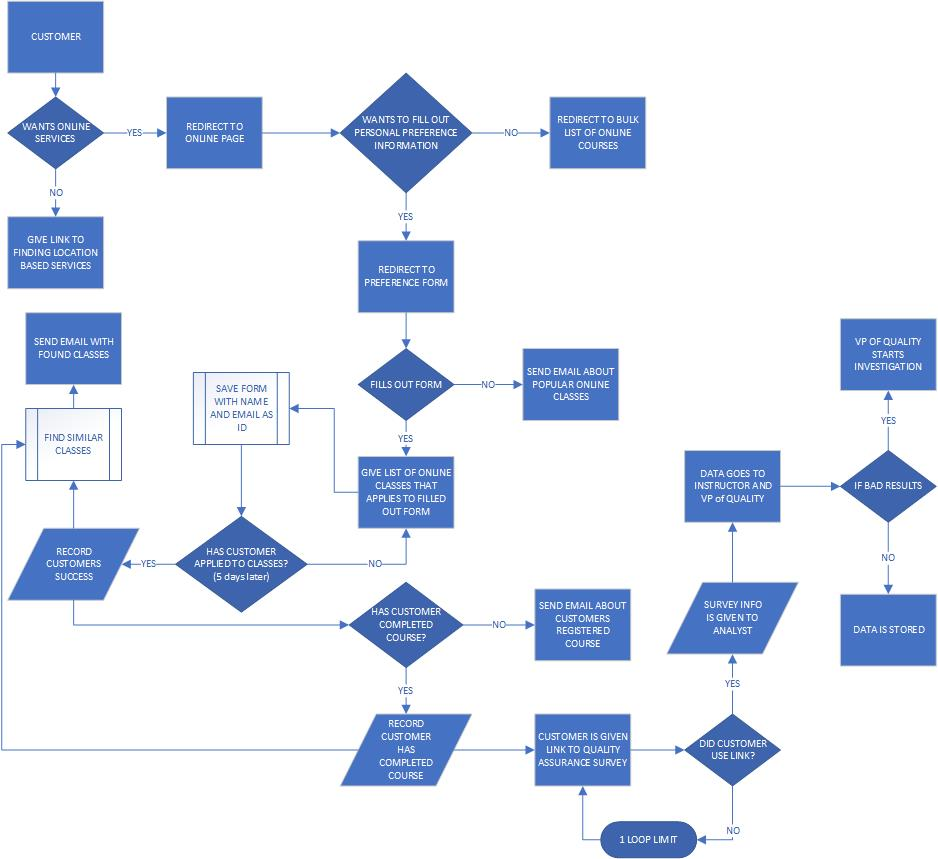 CUSTOMER
WANTS ONLINE
SERVICES
YES
REDIRECT TO
ONLINE PAGE
WANTS TO FILL OUT
PERSONAL PREFERENCE
INFORMATION
NO
REDIRECT TO BULK
LIST OF ONLINE
COURSES
NO
GIVE LINK TO
FINDING LOCATION
BASED SERVICES
YES
REDIRECT TO
PREFERENCE FORM
FILLS OUT FORM
NO
SEND EMAIL ABOUT
POPULAR ONLINE
CLASSES
YES
GIVE LIST OF ONLINE
CLASSES THAT
APPLIES TO FILLED
OUT FORM
SAVE FORM
WITH NAME
AND EMAIL AS
ID
HAS CUSTOMER
APPLIED TO CLASSES?
(5 days later)
NO
YES
RECORD
CUSTOMERS
SUCCESS
FIND SIMILAR
CLASSES
SEND EMAIL WITH
FOUND CLASSES
HAS CUSTOMER
COMPLETED
COURSE?
NO
SEND EMAIL ABOUT
CUSTOMERS
REGISTERED
COURSE
YES
RECORD
CUSTOMER
HAS
COMPLETED
COURSE
CUSTOMER IS GIVEN
LINK TO QUALITY
ASSURANCE SURVEY
DID CUSTOMER
USE LINK?
NO
1 LOOP LIMIT
YES
SURVEY INFO
IS GIVEN TO
ANALYST
DATA GOES TO
INSTRUCTOR AND
VP of QUALITY
IF BAD RESULTS
YES
VP OF QUALITY
STARTS
INVESTIGATION
NO
DATA IS STORED